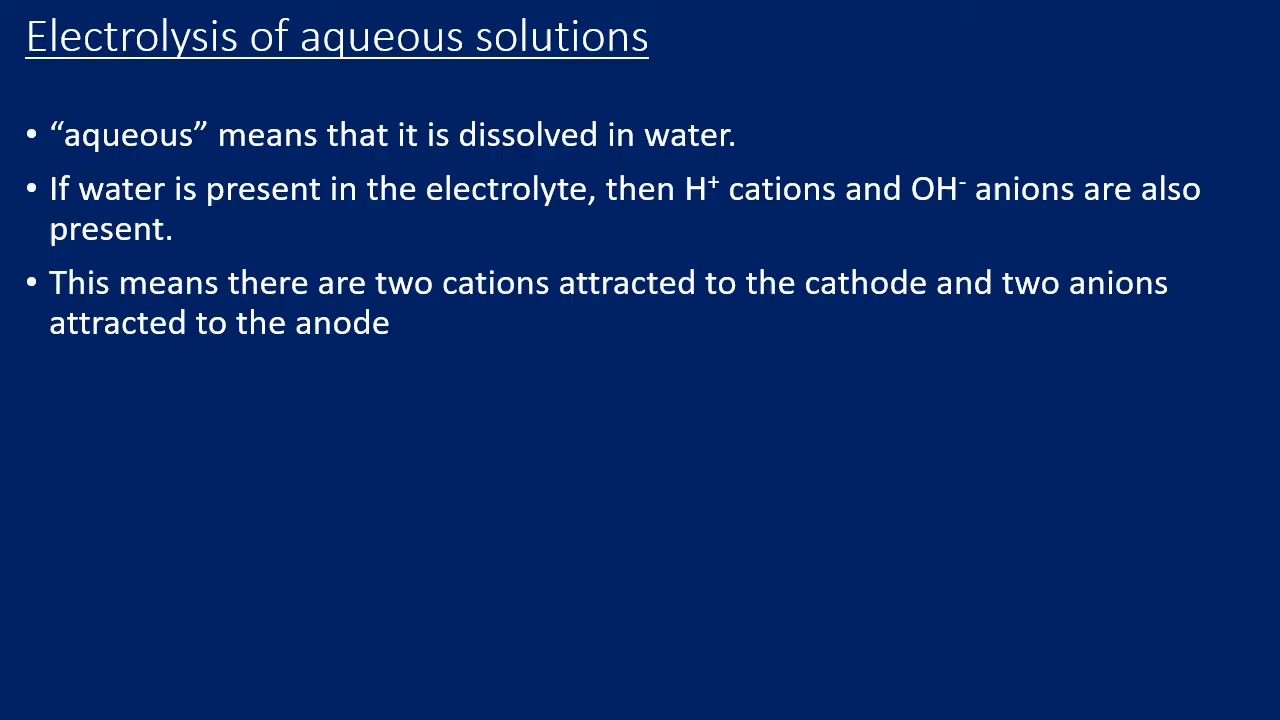 Electrolysis of aqueous solutions
• “aqueous” means that it is dissolved in water.
• If water is present in the electrolyte, then H⁺ cations and OH⁻ anions are also
present.
• This means there are two cations attracted to the cathode and two anions
attracted to the anode